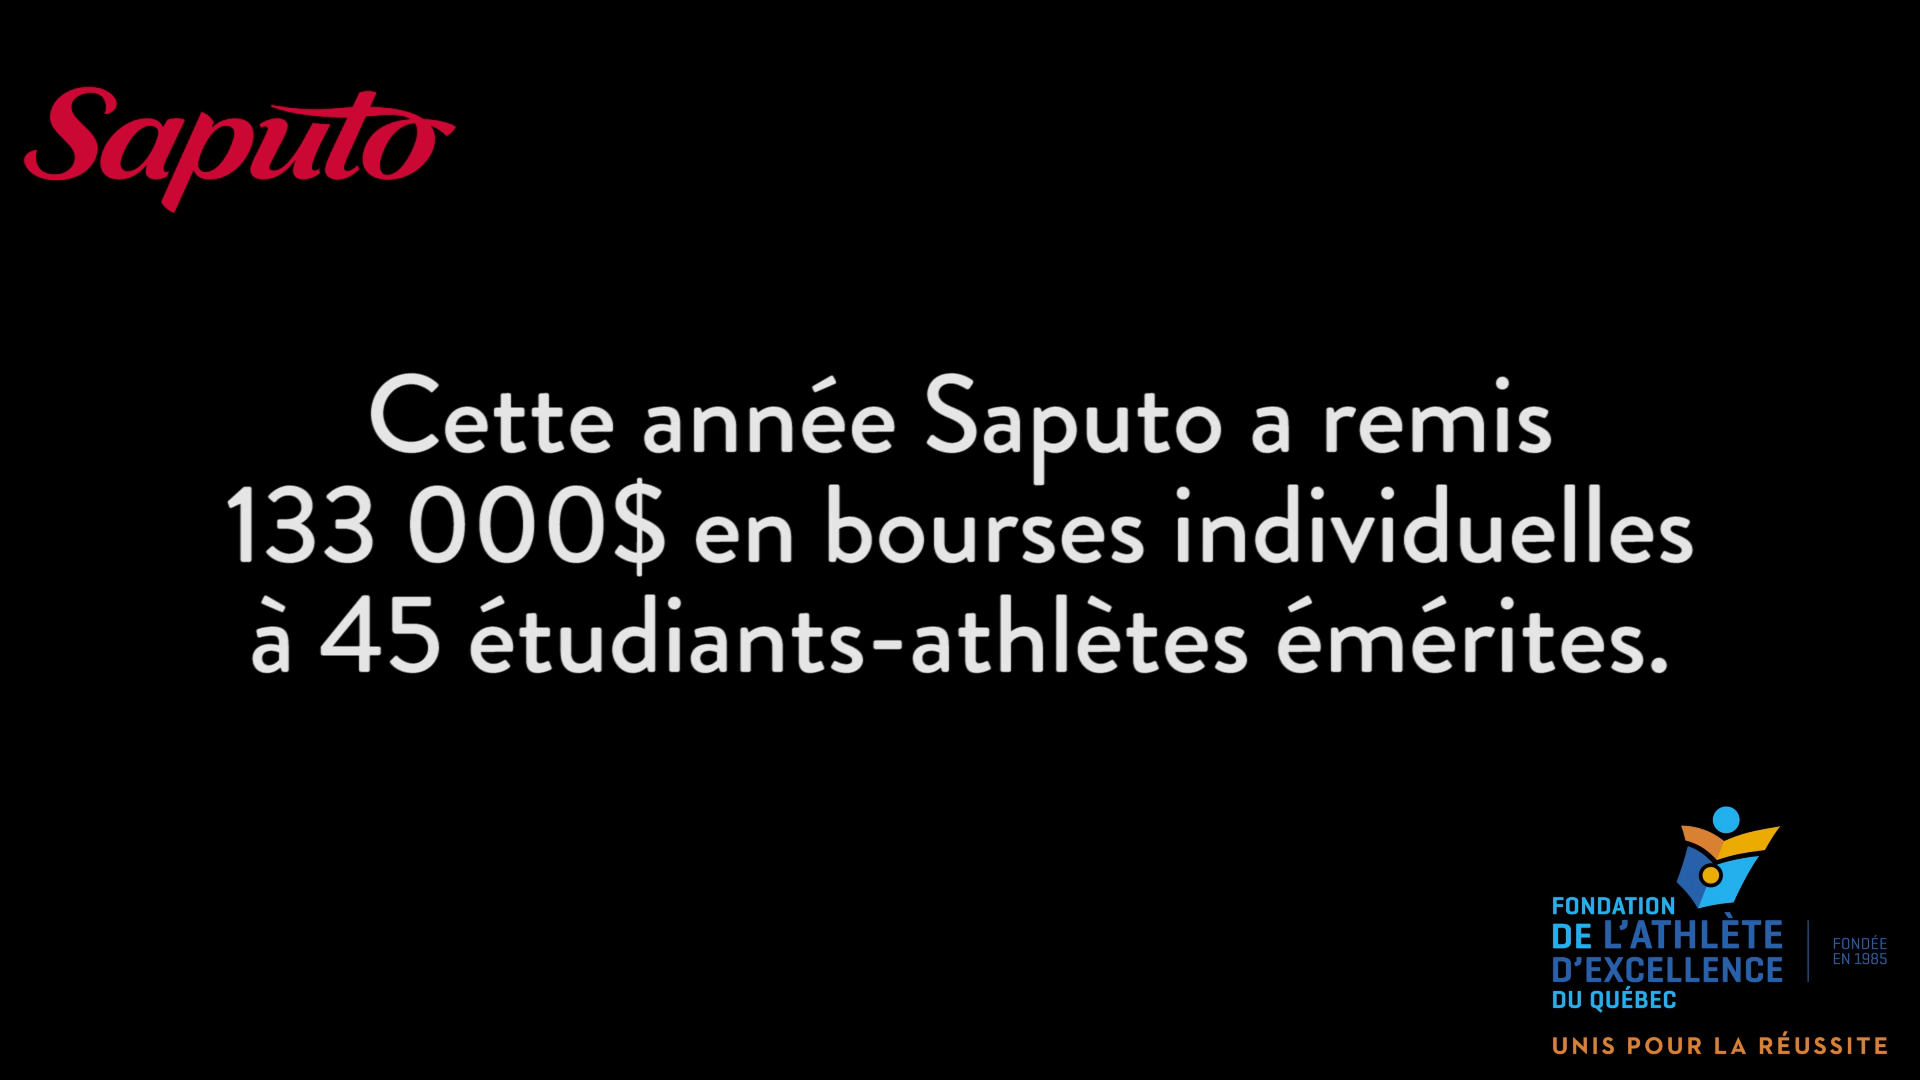 Saputo
Cette année Saputo a remis
133 000$ en bourses individuelles
à 45 étudiants-athlètes émérites.
FONDATION
DE L'ATHLÈTE
D'EXCELLENCE
DU QUÉBEC
FONDÉE
EN 1985
UNIS POUR LA RÉUSSITE